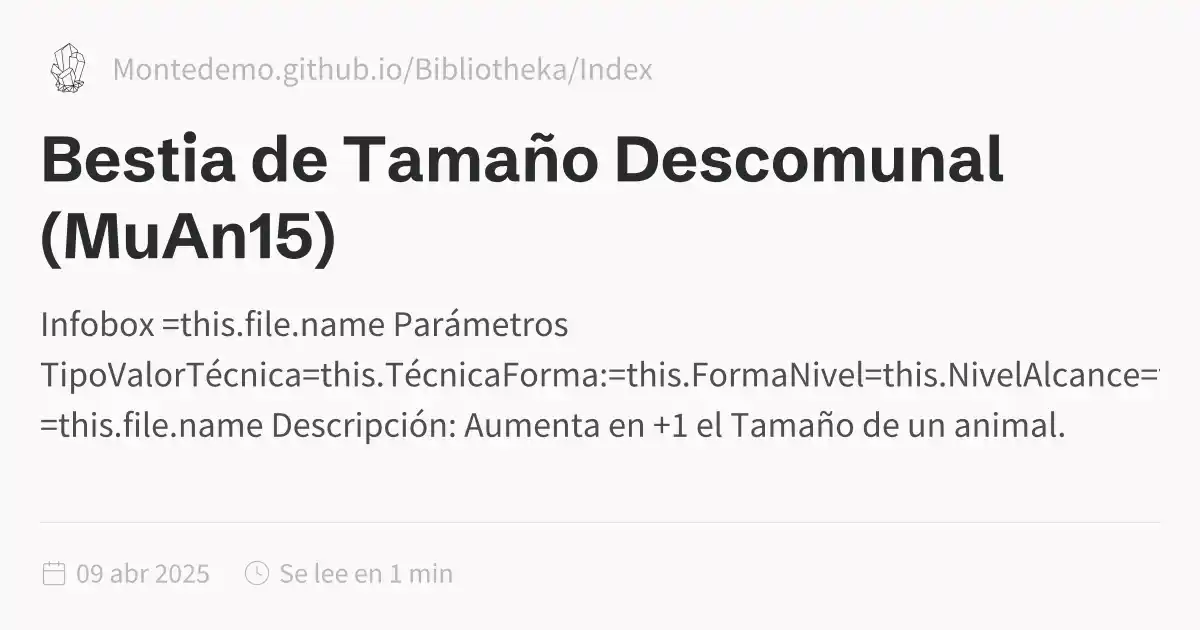 Montedemo.github.io/Bibliotheka/Index
Bestia de Tamaño Descomunal
(MuAn15)
Infobox =this.file.name Parámetros
TipoValorTécnica=this.TécnicaForma:=this.FormaNivel=this.NivelAlcance=
=this.file.name Descripción: Aumenta en +1 el Tamaño de un animal.
09 abr 2025 Se lee en 1 min